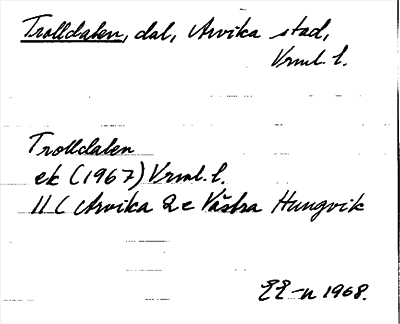 Trolldalen, dal, Arvika stad,
Vrml. l.
Trolldalen
ek (1967) Vrml. l.
11 C Arvika 2 e Västra Hungvik
1968.